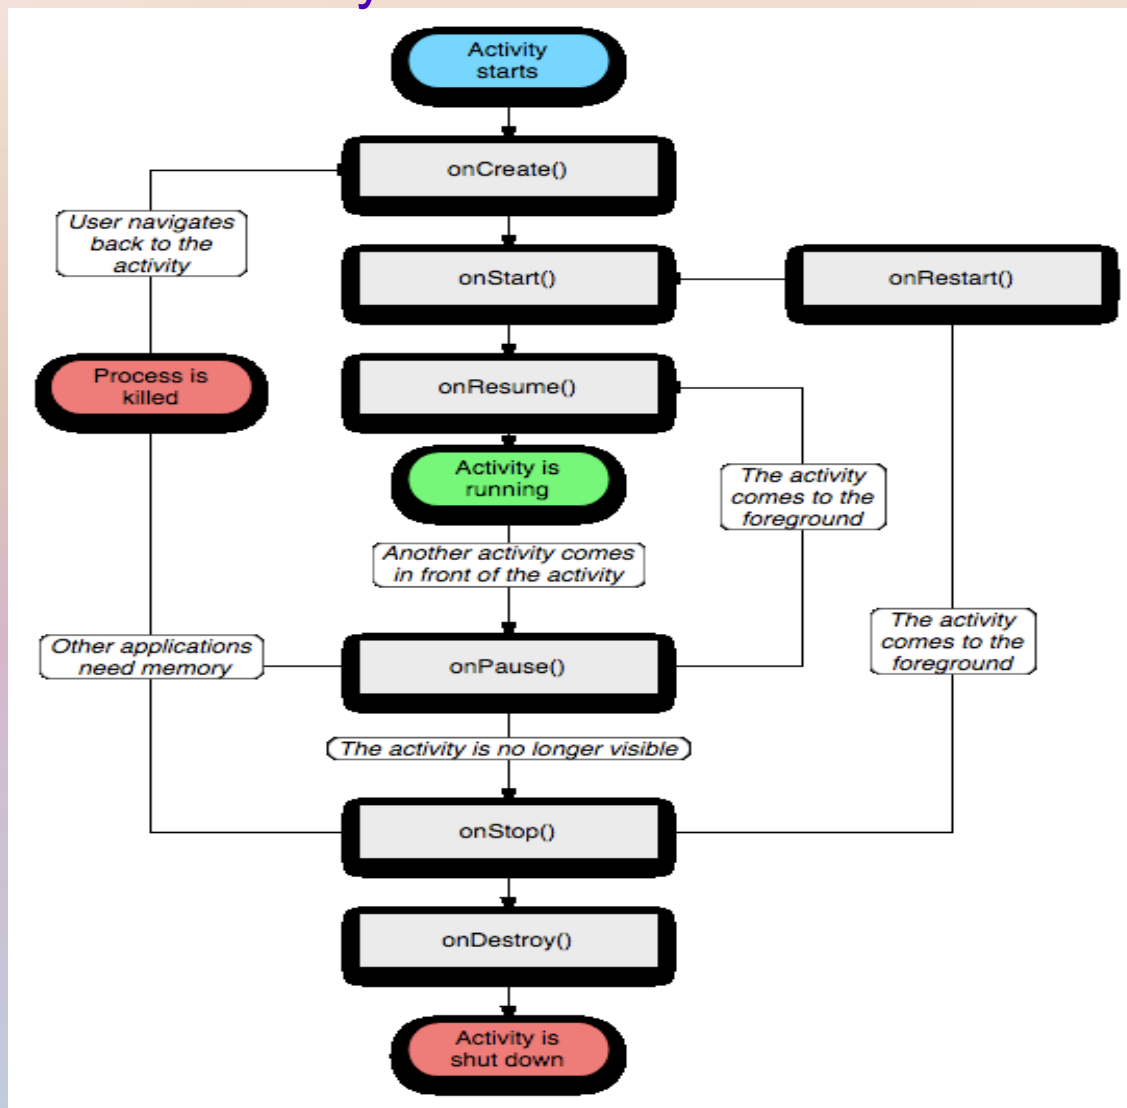 Activity
starts
onCreate()
User navigates
back to the
activity
onStart()
onRestart()
Process is
killed
onResume()
Activity is
running
The activity
comes to the
foreground
Another activity comes
in front of the activity
The activity
comes to the
foreground
Other applications
need memory
onPause()
The activity is no longer visible
onStop()
onDestroy()
Activity is
shut down